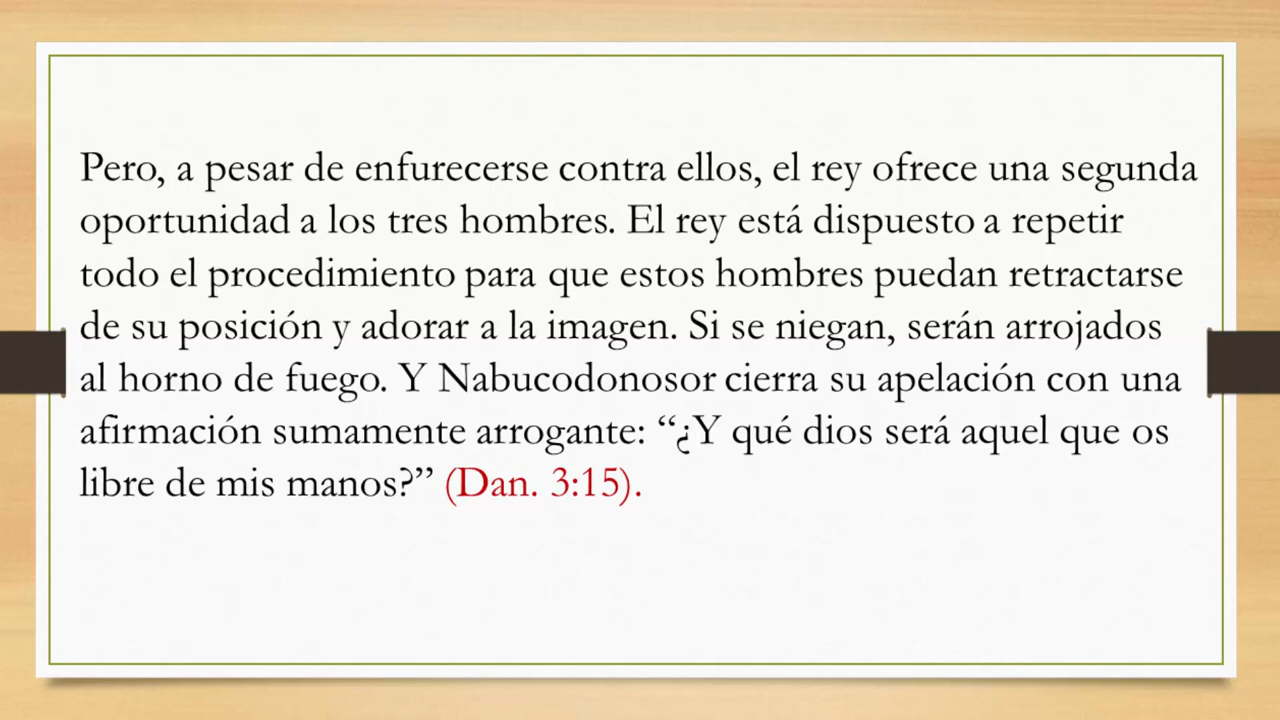 Pero, a pesar de enfurecerse contra ellos, el rey ofrece una segunda
oportunidad a los tres hombres. El rey está dispuesto a repetir
todo el procedimiento para que estos hombres puedan retractarse
de su posición y adorar a la imagen. Si se niegan, serán arrojados
al horno de fuego. Y Nabucodonosor cierra su apelación con una
afirmación sumamente arrogante: “¿Y qué dios será aquel que os
libre de mis manos?” (Dan. 3:15).